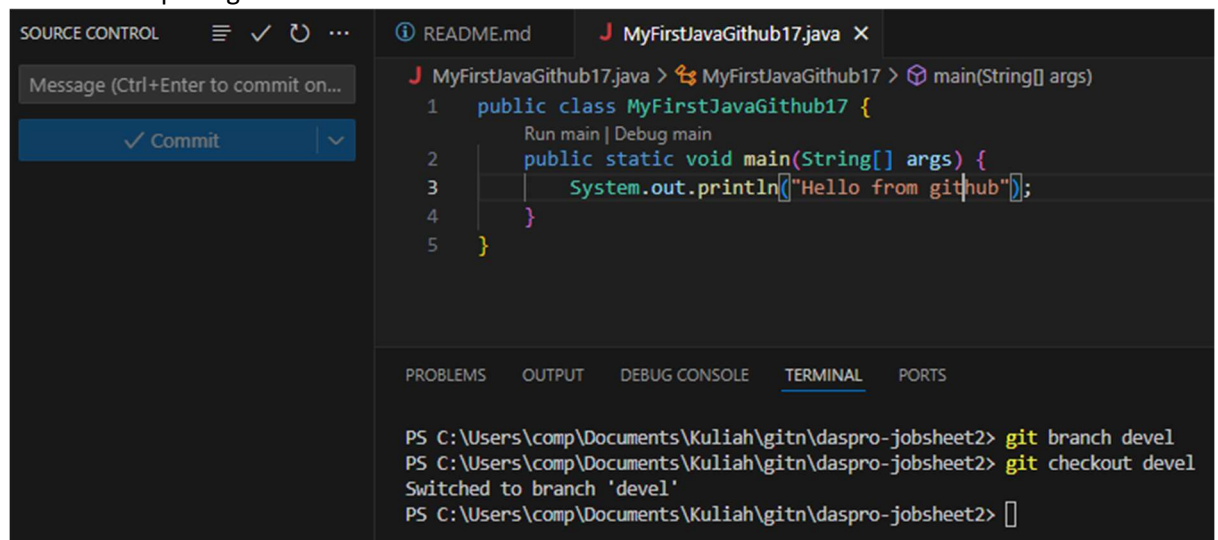 SOURCE CONTROL
Message (Ctrl+Enter to commit on...
Commit
README.md
J MyFirstJavaGithub17.java
J MyFirstJavaGithub17.java > MyFirstJavaGithub17 > main(String[] args)
1 public class MyFirstJavaGithub17 {
Run main | Debug main
2 public static void main(String[] args) {
3 System.out.println("Hello from github");
4 }
5 }
PROBLEMS OUTPUT DEBUG CONSOLE TERMINAL PORTS
PS C:\Users\comp\Documents\Kuliah\gitn\daspro-jobsheet2> git branch devel
PS C:\Users\comp\Documents\Kuliah\gitn\daspro-jobsheet2> git checkout devel
Switched to branch 'devel'
PS C:\Users\comp\Documents\Kuliah\gitn\daspro-jobsheet2>